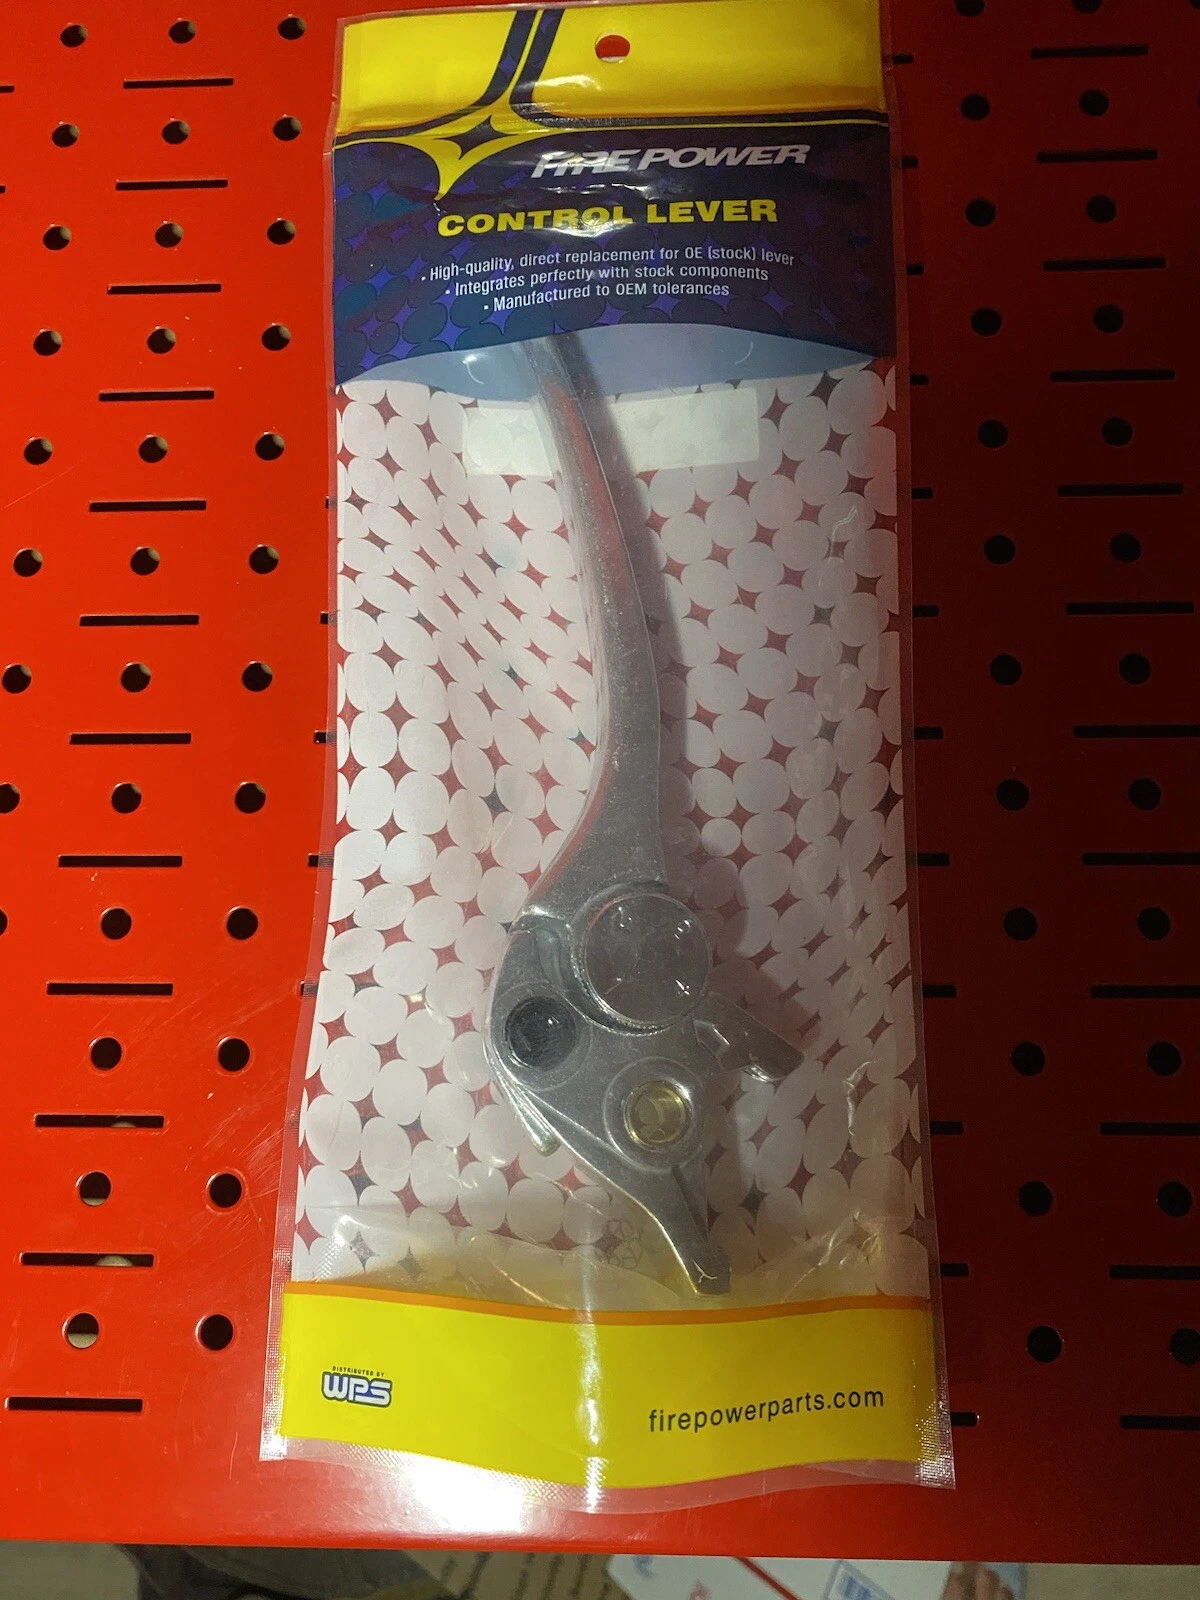 FIRE POWER
CONTROL LEVER
• High-quality, direct replacement for OE (stock) lever
• Integrates perfectly with stock components
• Manufactured to OEM tolerances
DISTRIBUTED BY
WPS
firepowerparts.com